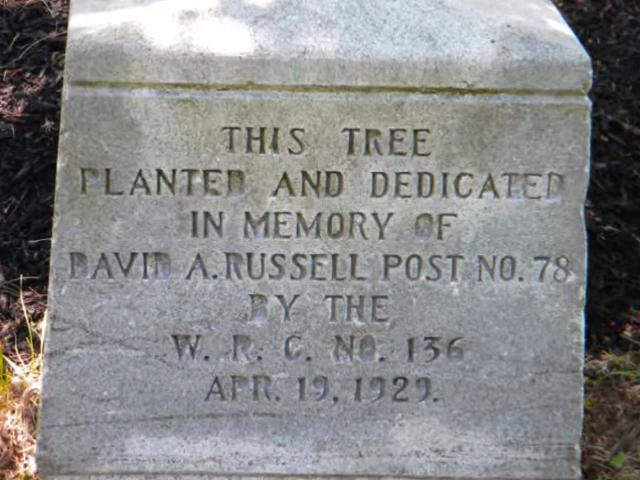 THIS TREE
PLANTED AND DEDICATED
IN MEMORY OF
DAVID A. RUSSELL POST NO. 78
BY THE
W. R. C. NO. 136
APR. 19, 1929.